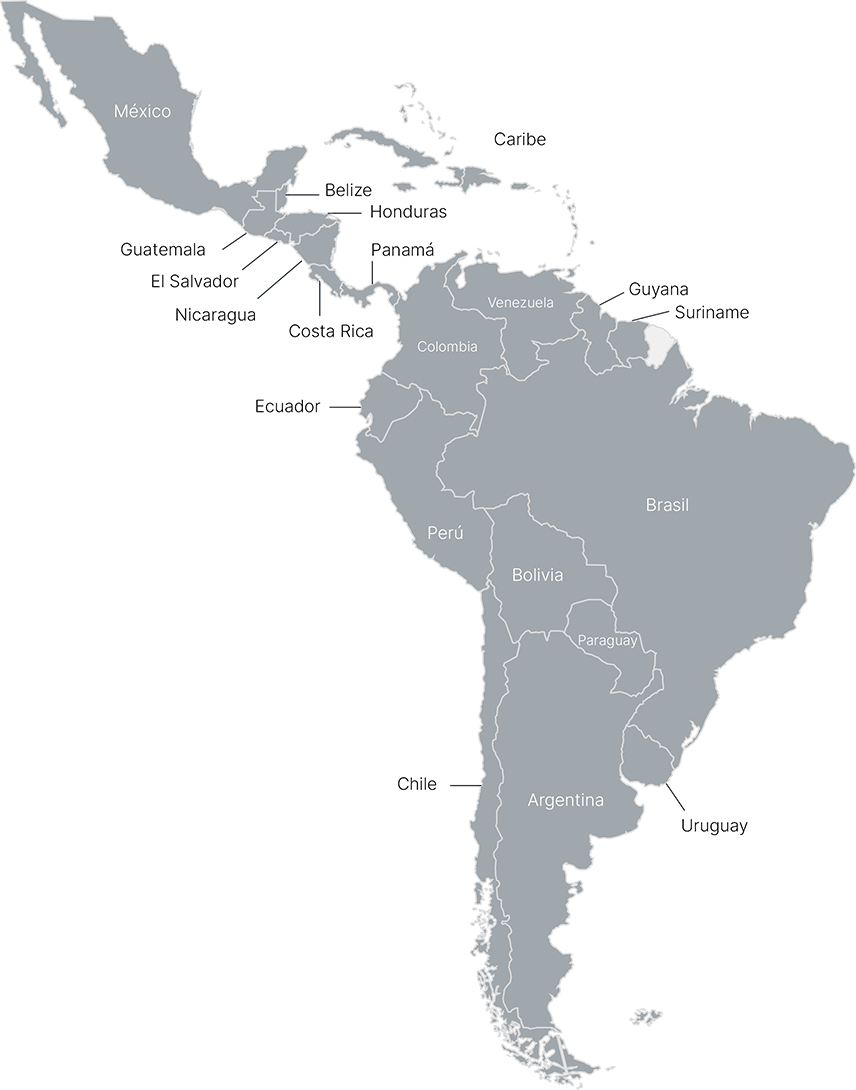 México
Caribe
Belize
Honduras
Guatemala
Panamá
El Salvador
Guyana
Venezuela
Suriname
Nicaragua
Costa Rica
Colombia
Ecuador
Brasil
Perú
Bolivia
Paraguay
Chile
Argentina
Uruguay